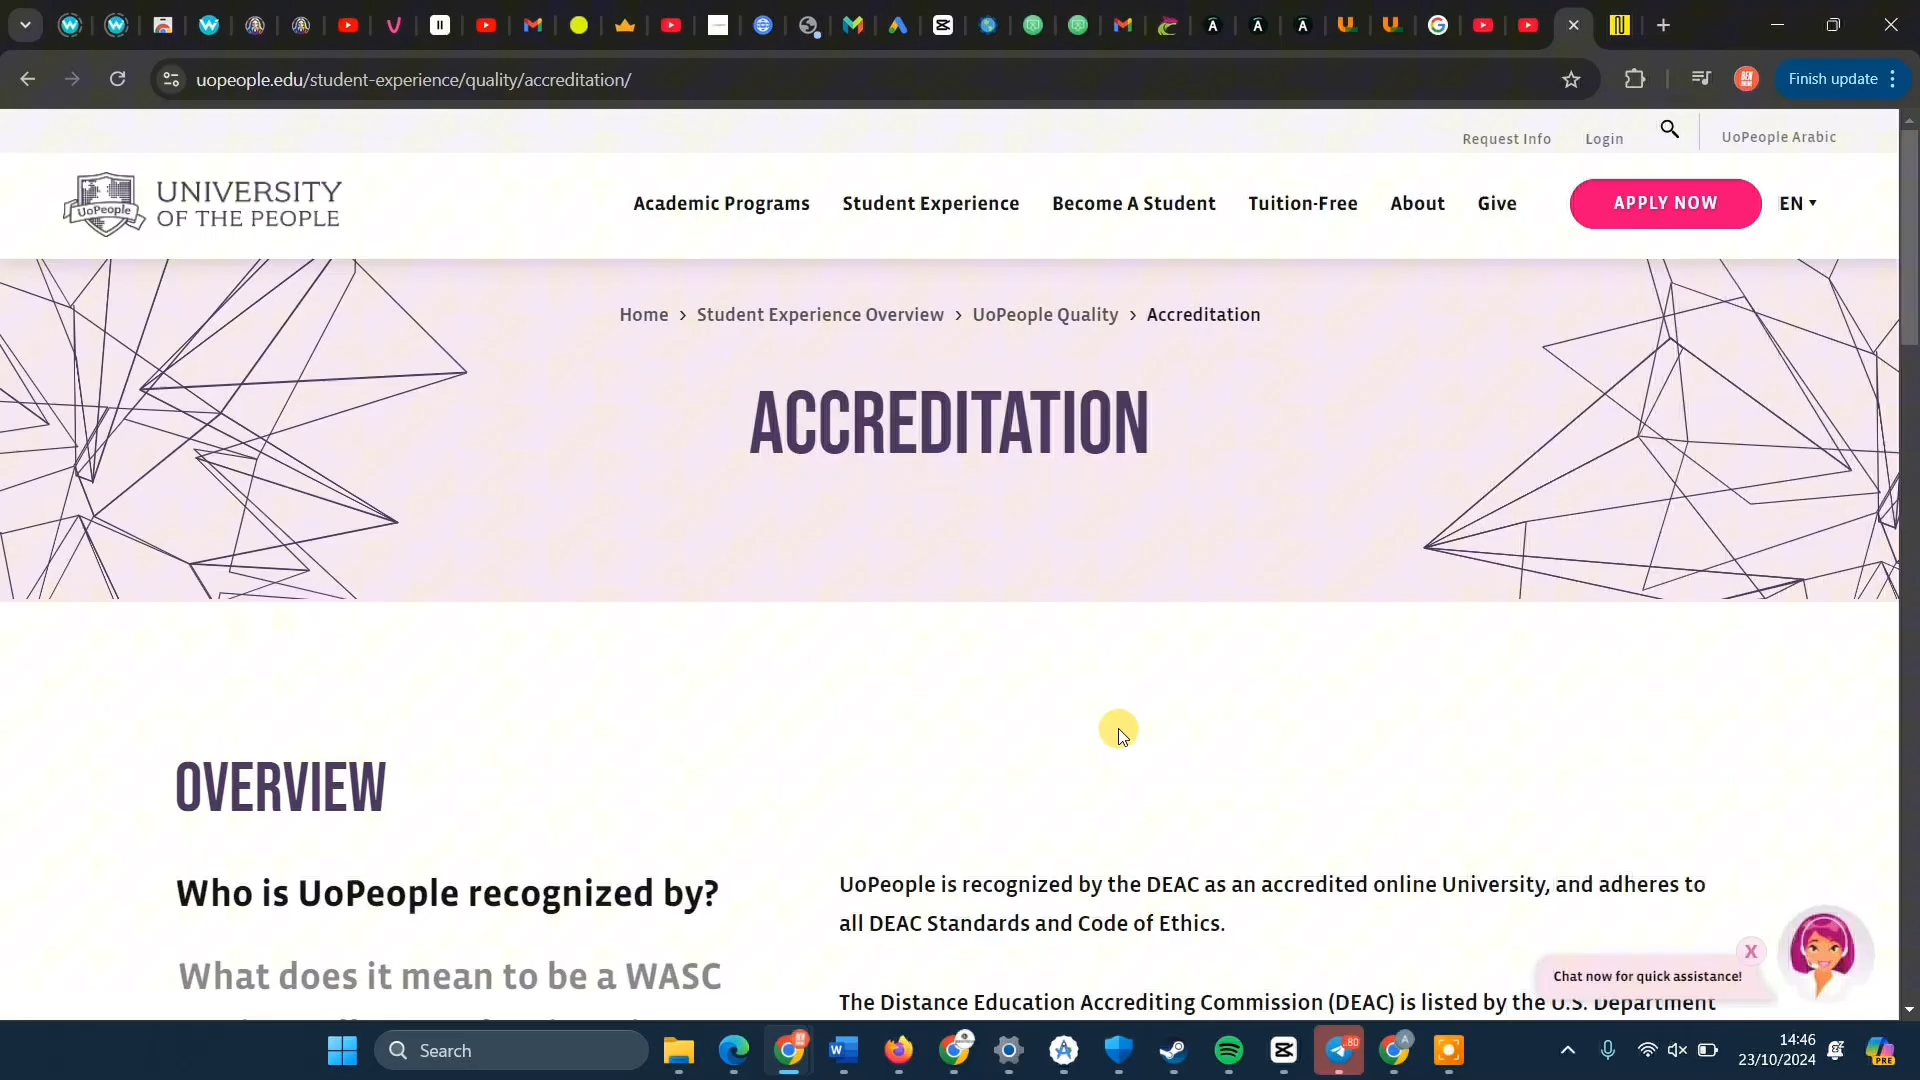 uopeople.edu/student-experience/quality/accreditation/
Finish update
Request Info
Login
UoPeople Arabic
UoPeople
UNIVERSITY
OF THE PEOPLE
Academic Programs
Student Experience
Become A Student
Tuition-Free
About
Give
APPLY NOW
EN
Home › Student Experience Overview › UoPeople Quality › Accreditation
ACCREDITATION
OVERVIEW
Who is UoPeople recognized by?
What does it mean to be a WASC
UoPeople is recognized by the DEAC as an accredited online University, and adheres to
all DEAC Standards and Code of Ethics.
The Distance Education Accrediting Commission (DEAC) is listed by the U.S. Department
X
Chat now for quick assistance!
Search
80
14:46
23/10/2024
PRE